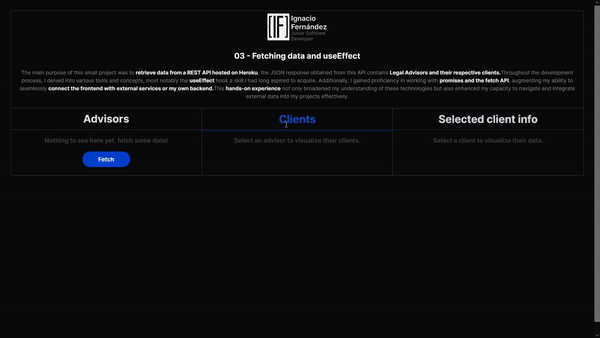 [IF]
Ignacio
Fernández
Junior Software
Developer
03 - Fetching data and useEffect
The main purpose of this small project was to retrieve data from a REST API hosted on Heroku, the JSON response obtained from this API contains Legal Advisors and their respective clients.Throughout the development
process, I delved into various tools and concepts, most notably the useEffect hook a skill I had long aspired to acquire. Additionally, I gained proficiency in working with promises and the fetch API, augmenting my ability to
seamlessly connect the frontend with external services or my own backend.This hands-on experience not only broadened my understanding of these technologies but also enhanced my capacity to navigate and integrate
external data into my projects effectively.
Advisors
Clients
Selected client info
Nothing to see here yet, fetch some data!
Select an advisor to visualize their clients.
Select a client to visualize their data.
Fetch